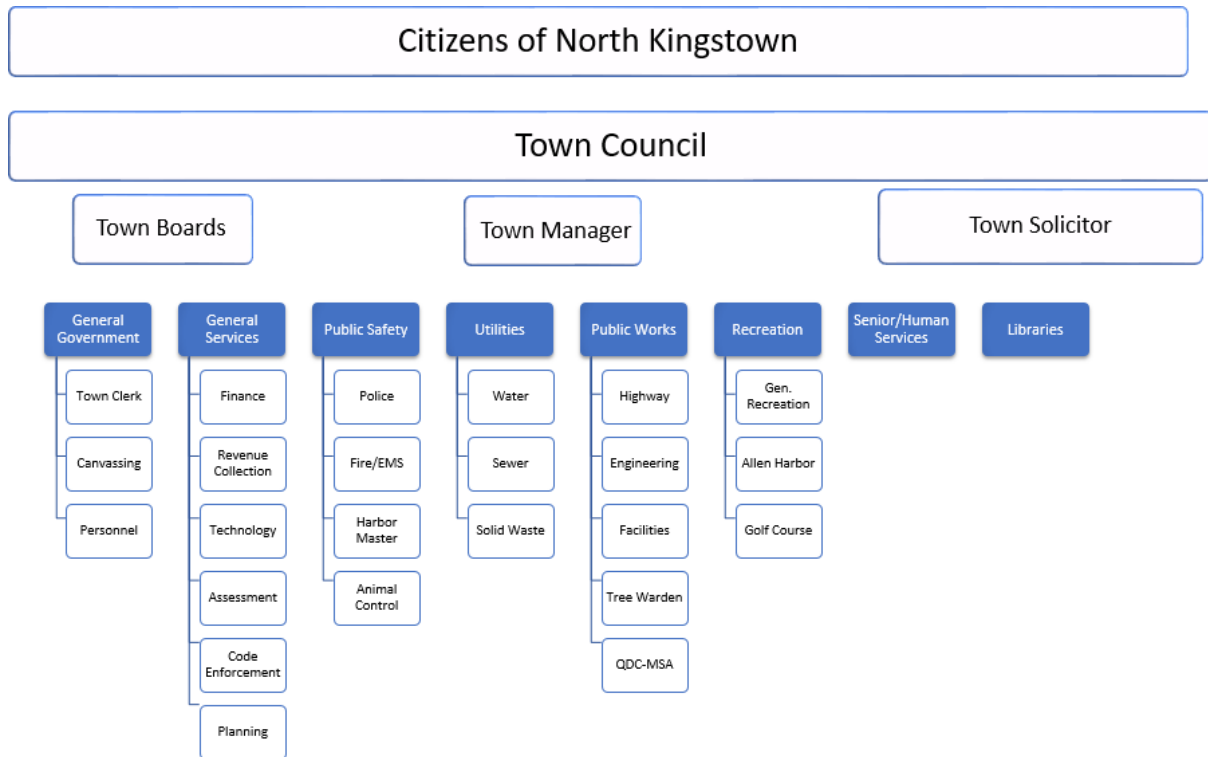 Citizens of North Kingstown
Town Council
Town Boards
Town Manager
Town Solicitor
General
Government
Town Clerk
Canvassing
Personnel
General
Services
Finance
Revenue
Collection
Technology
Assessment
Code
Enforcement
Planning
Public Safety
Police
Fire/EMS
Harbor
Master
Animal
Control
Utilities
Water
Sewer
Solid Waste
Public Works
Highway
Engineering
Facilities
Tree Warden
QDC-MSA
Recreation
Gen.
Recreation
Allen Harbor
Golf Course
Senior/Human
Services
Libraries